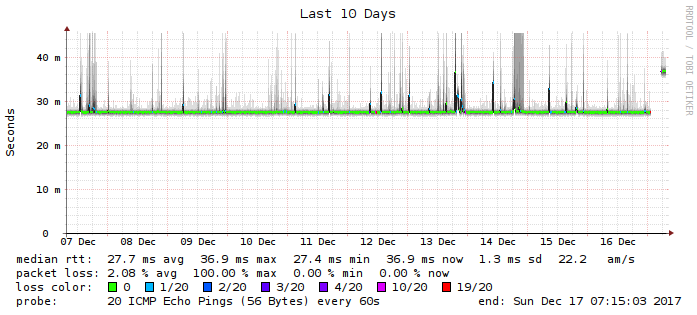 Last 10 Days
RRDTOOL / TOBI OETIKER
Seconds
40 m
30 m
20 m
10 m
0
07 Dec 08 Dec 09 Dec 10 Dec 11 Dec 12 Dec 13 Dec 14 Dec 15 Dec 16 Dec
median rtt: 27.7 ms avg 36.9 ms max 27.4 ms min 36.9 ms now 1.3 ms sd 22.2 am/s
packet loss: 2.08 % avg 100.00 % max 0.00 % min 0.00 % now
loss color: 0 1/20 2/20 3/20 4/20 10/20 19/20
probe: 20 ICMP Echo Pings (56 Bytes) every 60s end: Sun Dec 17 07:15:03 2017